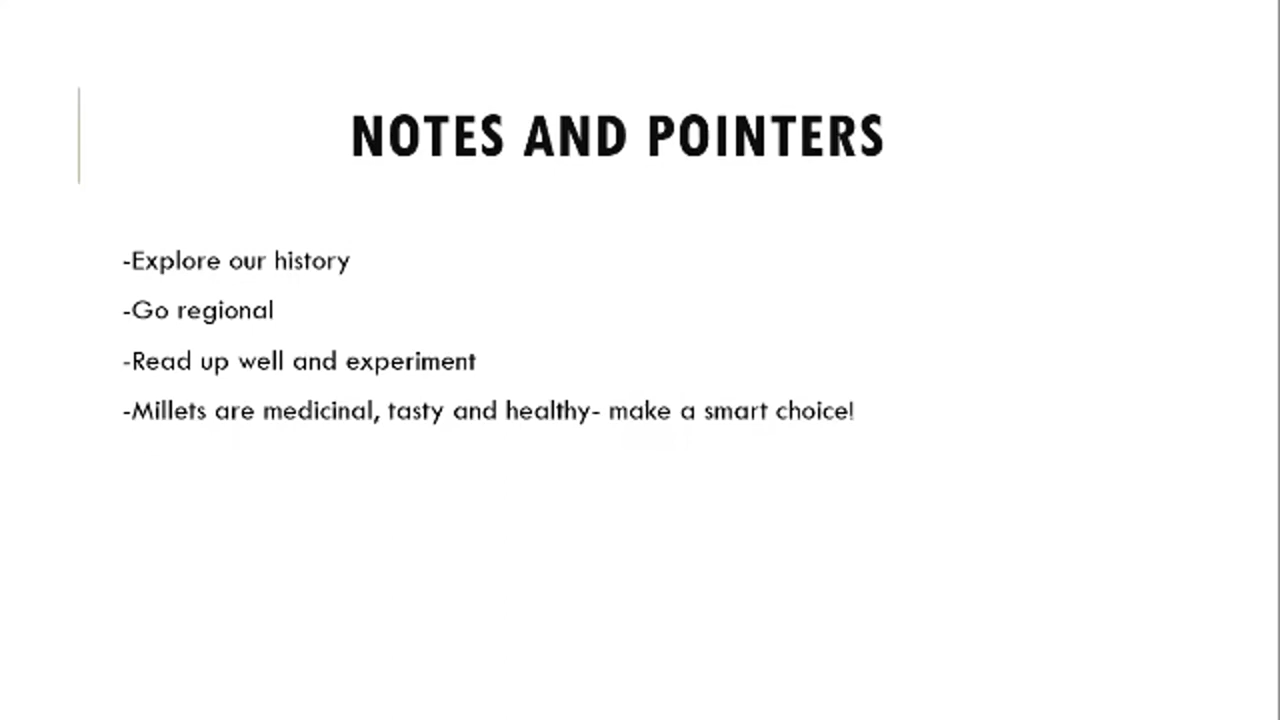 NOTES AND POINTERS
-Explore our history
-Go regional
-Read up well and experiment
-Millets are medicinal, tasty and healthy- make a smart choice!